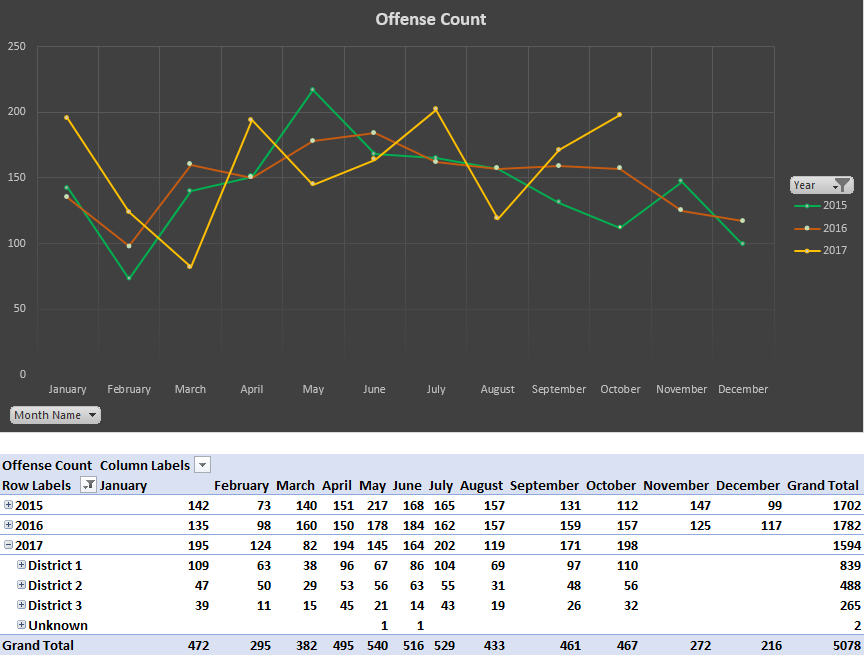 Offense Count
250
200
150
100
50
0
January February March April May June July August September October November December
Year
2015
2016
2017
Month Name
Offense Count Column Labels
Row Labels January February March April May June July August September October November December Grand Total
2015 142 73 140 151 217 168 165 157 131 112 147 99 1702
2016 135 98 160 150 178 184 162 157 159 157 125 117 1782
2017 195 124 82 194 145 164 202 119 171 198 1594
District 1 109 63 38 96 67 86 104 69 97 110 839
District 2 47 50 29 53 56 63 55 31 48 56 488
District 3 39 11 15 45 21 14 43 19 26 32 265
Unknown 1 1 2
Grand Total 472 295 382 495 540 516 529 433 461 467 272 216 5078